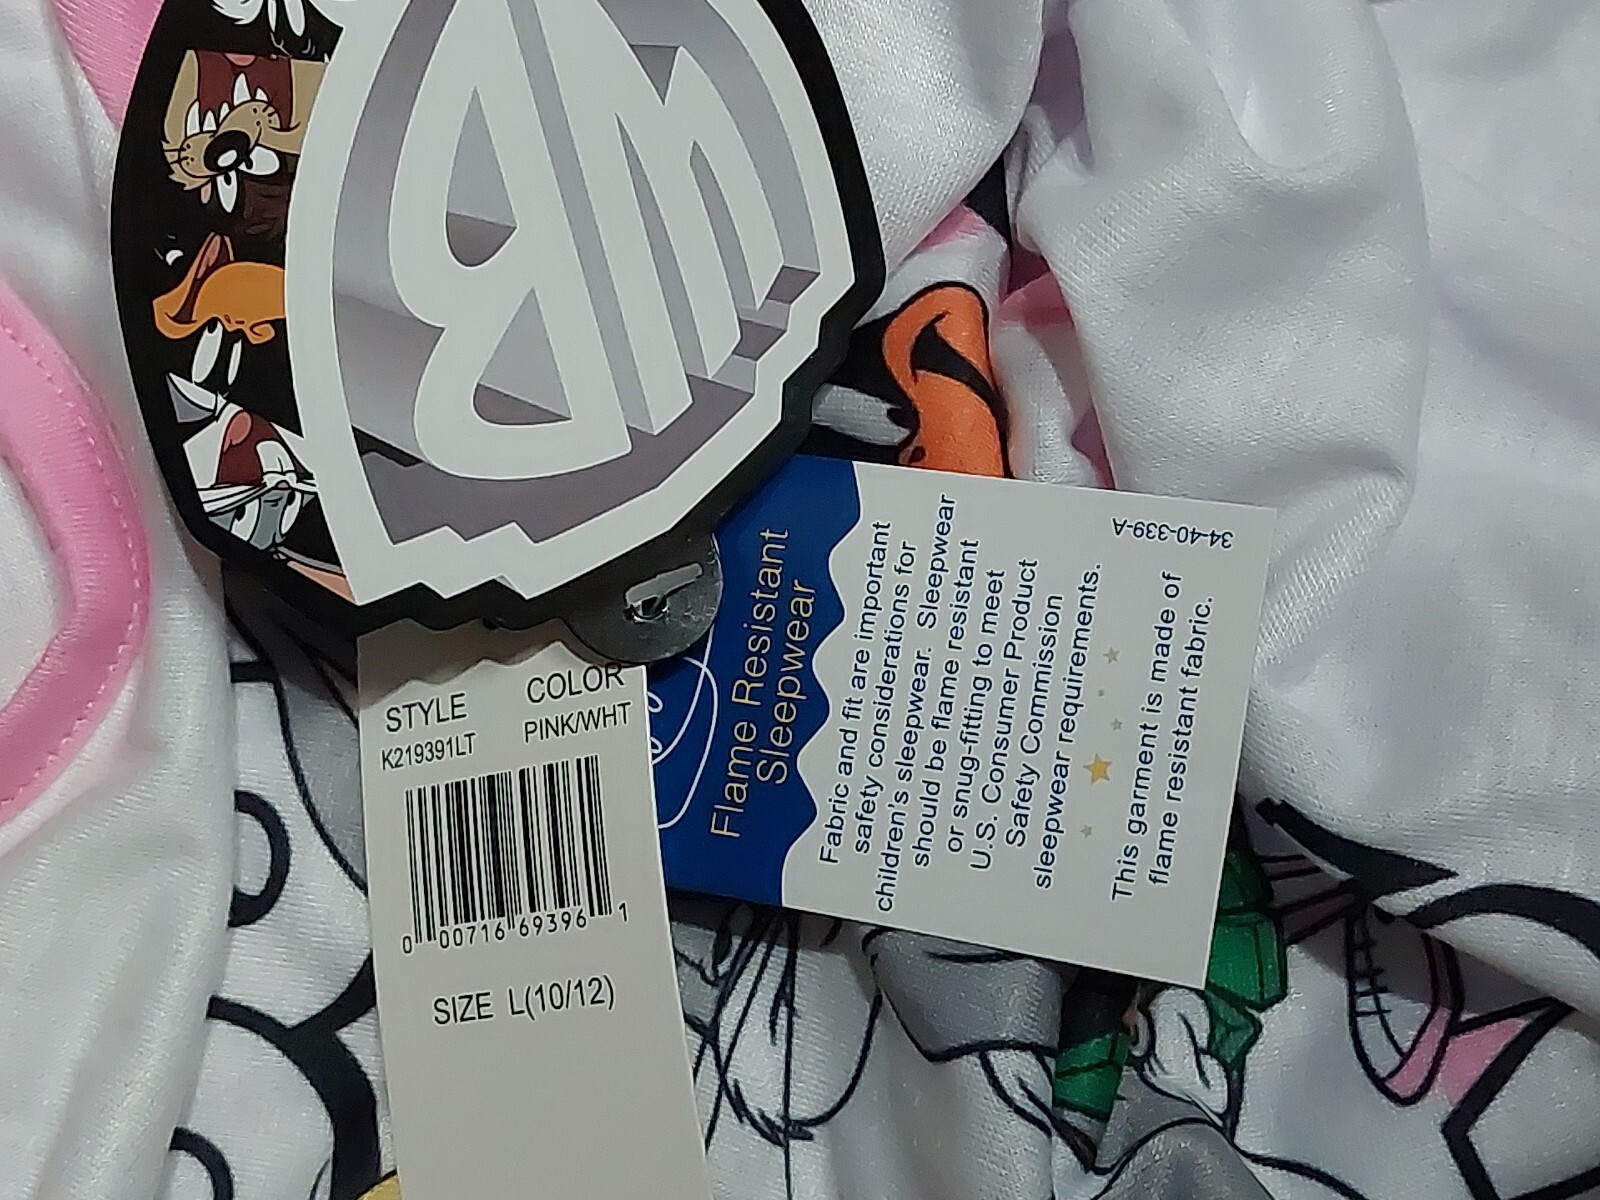 WB
STYLE
COLOR
K219391LT
PINK/WHT
0 00716 69396 1
SIZE L(10/12)
Flame Resistant
Sleepwear
Fabric and fit are important
safety considerations for
children's sleepwear. Sleepwear
should be flame resistant
or snug-fitting to meet
U.S. Consumer Product
Safety Commission
sleepwear requirements.
This garment is made of
flame resistant fabric.
34-40-339-A